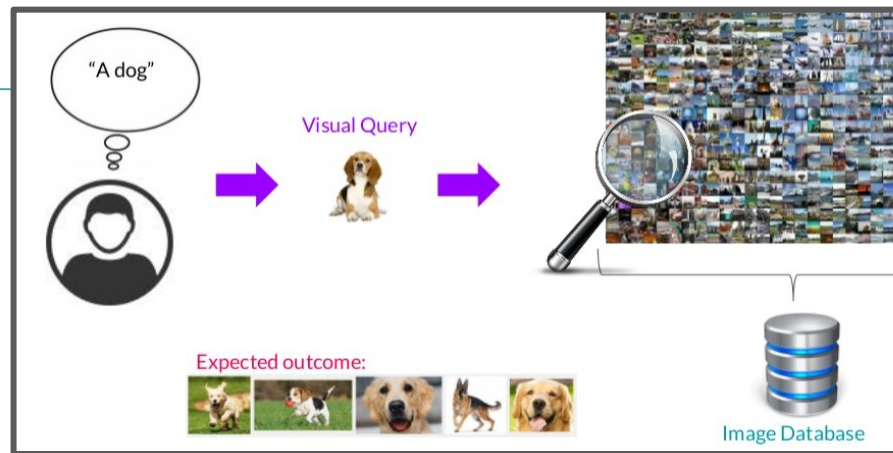 “A dog”
Visual Query
Expected outcome:
Image Database